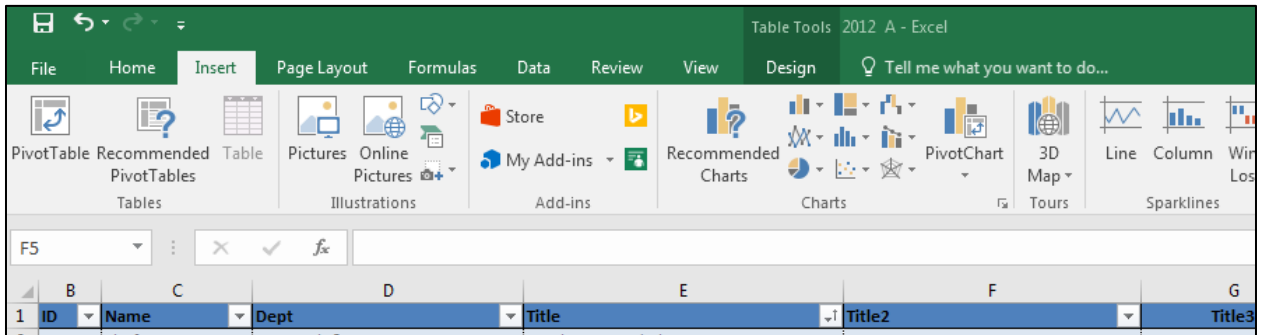 Table Tools 2012 A - Excel
File Home Insert Page Layout Formulas Data Review View Design Tell me what you want to do...
PivotTable Recommended PivotTables Table Pictures Online Pictures Store My Add-ins Recommended Charts PivotChart 3D Map Line Column Win Los
Tables Illustrations Add-ins Charts Tours Sparklines
F5 fx
B C D E F G
1 ID Name Dept Title Title2 Title3